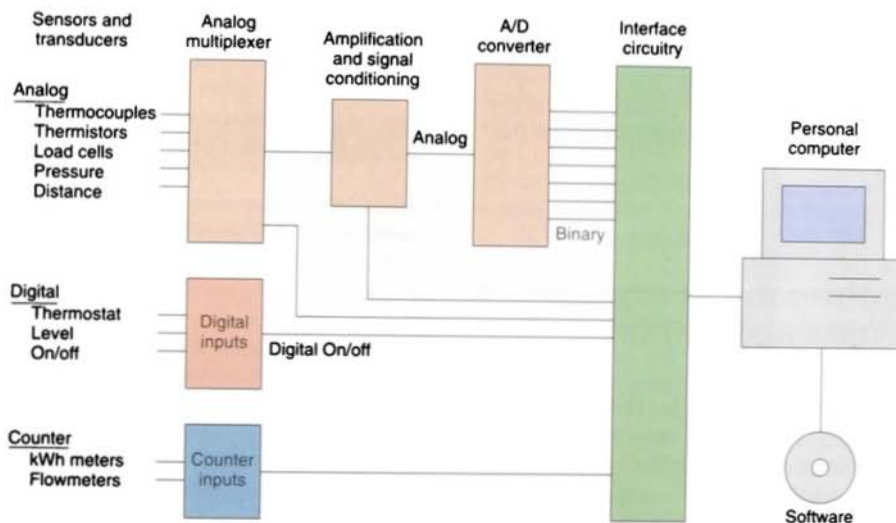 Sensors and
transducers
Analog
multiplexer
Amplification
and signal
conditioning
A/D
converter
Interface
circuitry
Analog
Thermocouples
Thermistors
Load cells
Pressure
Distance
Analog
Binary
Personal
computer
Digital
Thermostat
Level
On/off
Digital
inputs
Digital On/off
Counter
kWh meters
Flowmeters
Counter
inputs
Software